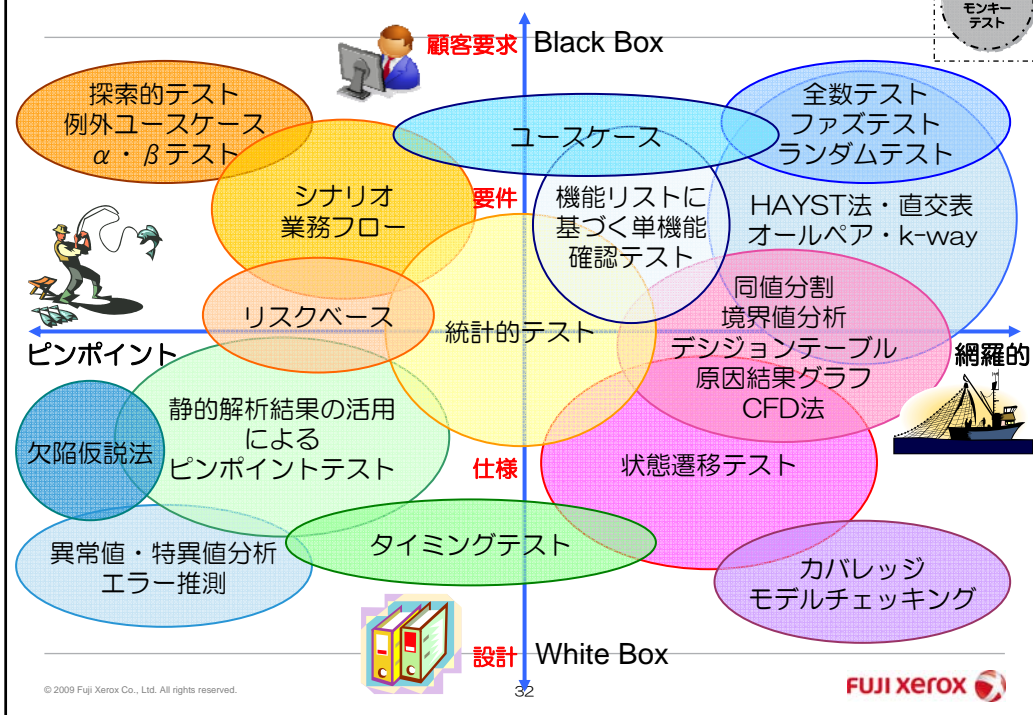 モンキー
テスト
顧客要求 Black Box
探索的テスト
例外ユースケース
α・βテスト
ユースケース
全数テスト
ファズテスト
ランダムテスト
シナリオ
業務フロー
要件
機能リストに
基づく単機能
確認テスト
HAYST法・直交表
オールペア・k-way
リスクベース
統計的テスト
同値分割
境界値分析
デシジョンテーブル
原因結果グラフ
CFD法
ピンポイント
網羅的
欠陥仮説法
静的解析結果の活用
による
ピンポイントテスト
仕様
状態遷移テスト
異常値・特異値分析
エラー推測
タイミングテスト
カバレッジ
モデルチェッキング
設計 White Box
© 2009 Fuji Xerox Co., Ltd. All rights reserved.
32
FUJI XEROX